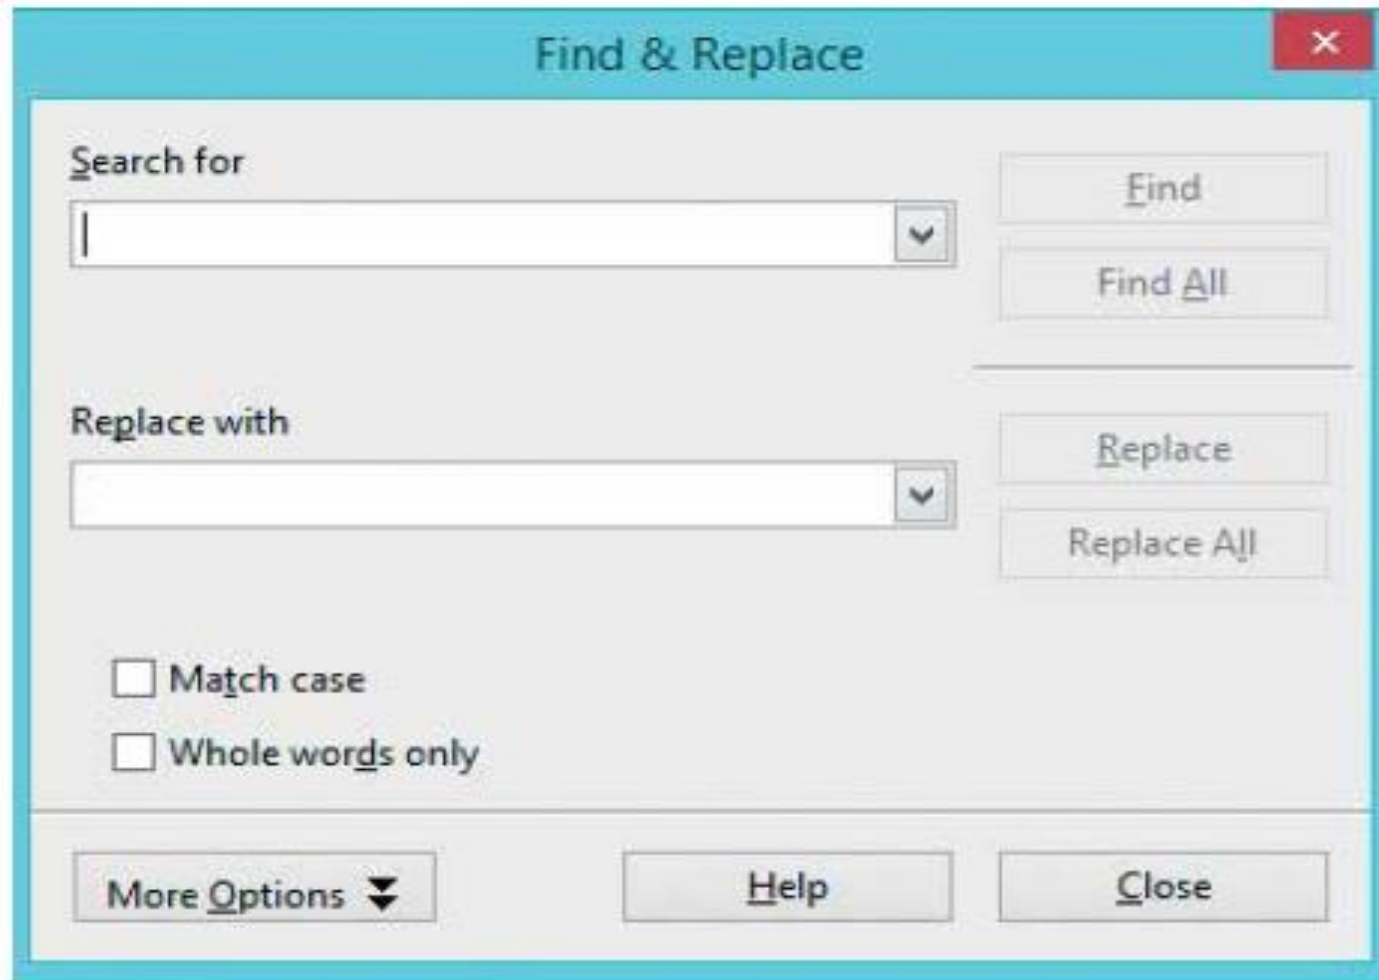 Find & Replace
Search for
Find
Find All
Replace with
Replace
Replace All
Match case
Whole words only
More Options
Help
Close